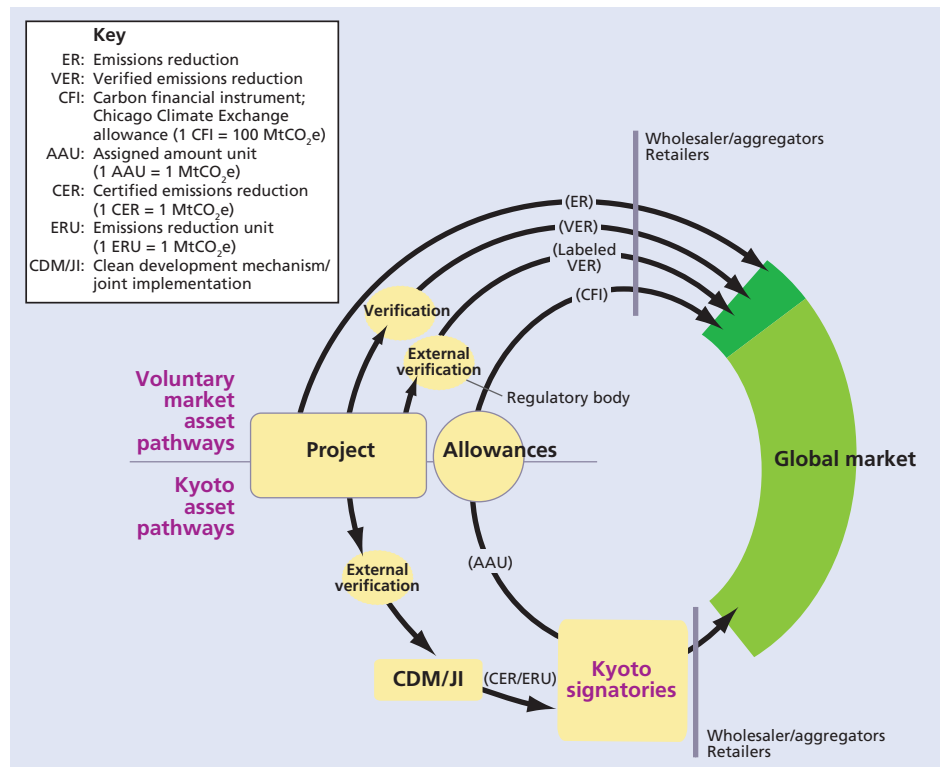 Key
ER: Emissions reduction
VER: Verified emissions reduction
CFI: Carbon financial instrument;
Chicago Climate Exchange
allowance (1 CFI = 100 MtCO₂e)
AAU: Assigned amount unit
(1 AAU = 1 MtCO₂e)
CER: Certified emissions reduction
(1 CER = 1 MtCO₂e)
ERU: Emissions reduction unit
(1 ERU = 1 MtCO₂e)
CDM/JI: Clean development mechanism/
joint implementation
Wholesaler/aggregators
Retailers
(ER)
(VER)
(Labeled
VER)
(CFI)
Verification
External
verification
Regulatory body
Voluntary
market
asset
pathways
Project
Allowances
Global market
Kyoto
asset
pathways
External
verification
(AAU)
CDM/JI
(CER/ERU)
Kyoto
signatories
Wholesaler/aggregators
Retailers